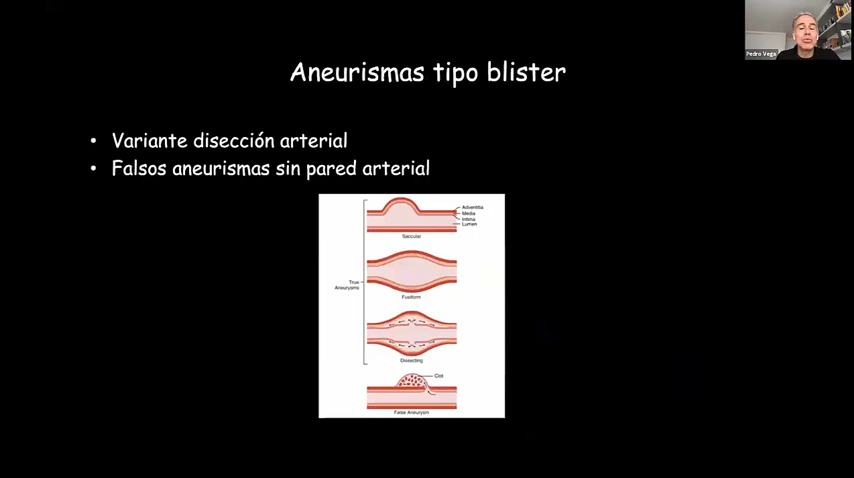 Pedro Vega
Aneurismas tipo blister
• Variante disección arterial
• Falsos aneurismas sin pared arterial
Adventitia
Media
Intima
Lumen
Saccular
True
Aneurysms
Fusiform
Dissecting
Clot
False Aneurysm